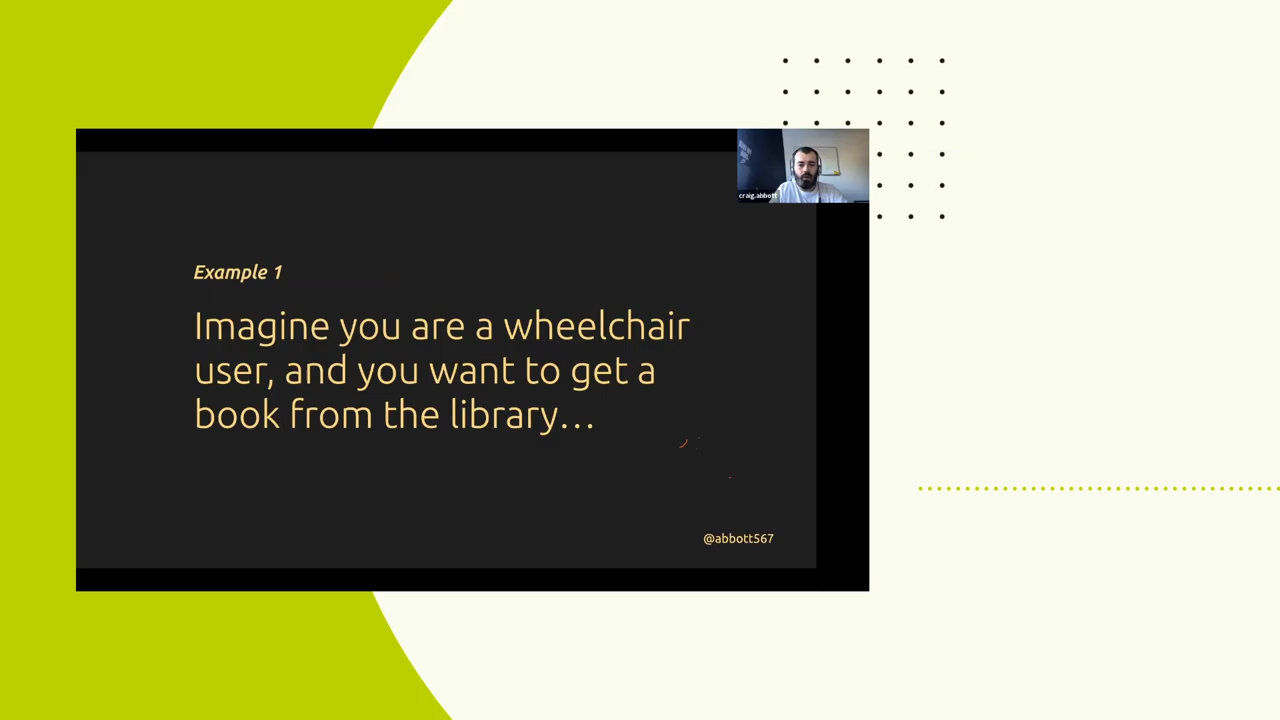 craig.abbott
Example 1
Imagine you are a wheelchair
user, and you want to get a
book from the library...
@abbott567